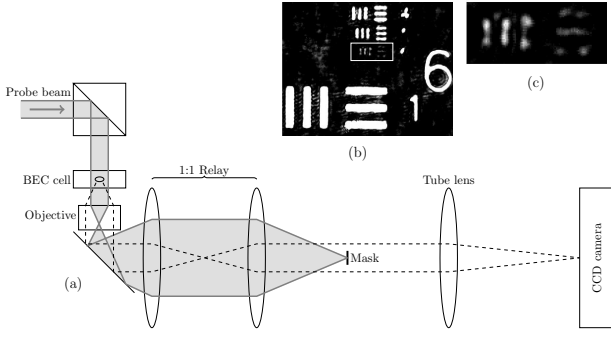 Probe beam
BEC cell
Objective
(a)
1:1 Relay
Mask
Tube lens
CCD camera
6
1
(b)
(c)